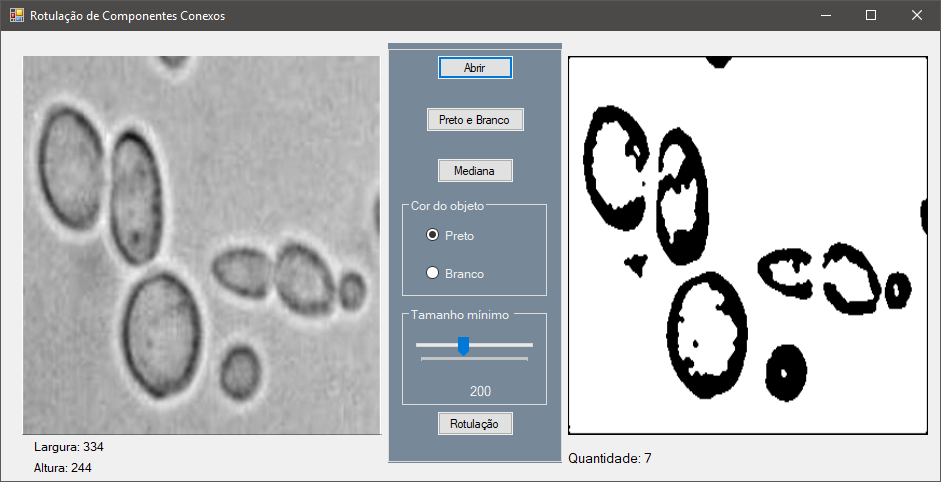 Rotulação de Componentes Conexos
Abrir
Preto e Branco
Mediana
Cor do objeto
Preto
Branco
Tamanho mínimo
200
Rotulação
Largura: 334
Altura: 244
Quantidade: 7